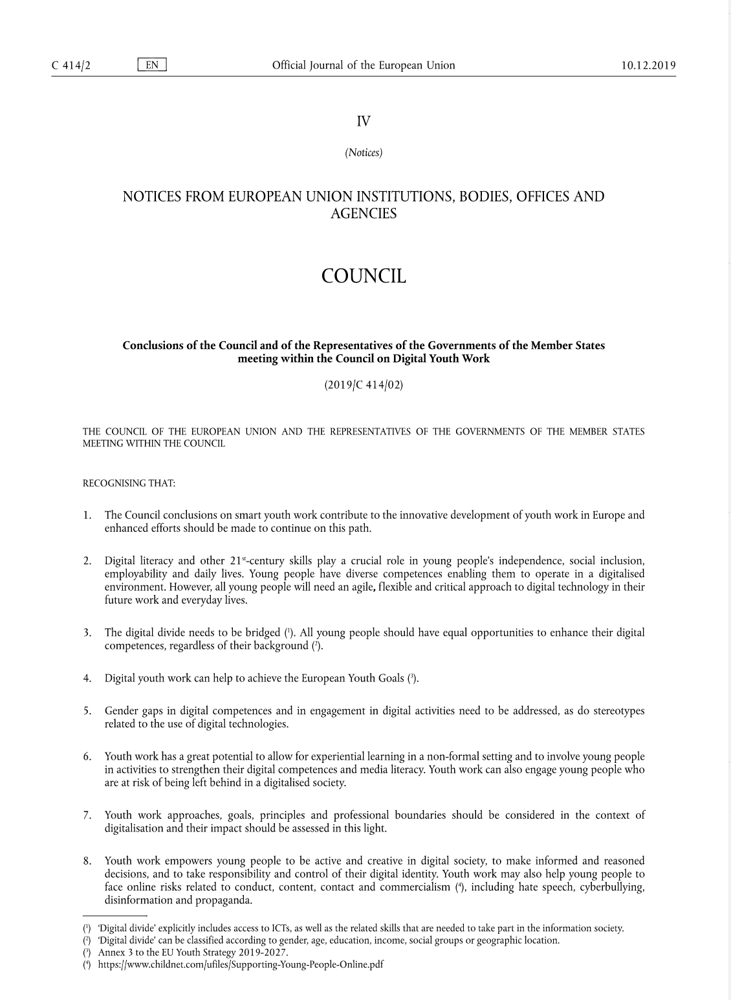 C 414/2 EN Official Journal of the European Union 10.12.2019
IV
(Notices)
NOTICES FROM EUROPEAN UNION INSTITUTIONS, BODIES, OFFICES AND
AGENCIES
COUNCIL
Conclusions of the Council and of the Representatives of the Governments of the Member States
meeting within the Council on Digital Youth Work
(2019/C 414/02)
THE COUNCIL OF THE EUROPEAN UNION AND THE REPRESENTATIVES OF THE GOVERNMENTS OF THE MEMBER STATES
MEETING WITHIN THE COUNCIL
RECOGNISING THAT:
1. The Council conclusions on smart youth work contribute to the innovative development of youth work in Europe and
enhanced efforts should be made to continue on this path.
2. Digital literacy and other 21st-century skills play a crucial role in young people’s independence, social inclusion,
employability and daily lives. Young people have diverse competences enabling them to operate in a digitalised
environment. However, all young people will need an agile, flexible and critical approach to digital technology in their
future work and everyday lives.
3. The digital divide needs to be bridged (1). All young people should have equal opportunities to enhance their digital
competences, regardless of their background (2).
4. Digital youth work can help to achieve the European Youth Goals (3).
5. Gender gaps in digital competences and in engagement in digital activities need to be addressed, as do stereotypes
related to the use of digital technologies.
6. Youth work has a great potential to allow for experiential learning in a non-formal setting and to involve young people
in activities to strengthen their digital competences and media literacy. Youth work can also engage young people who
are at risk of being left behind in a digitalised society.
7. Youth work approaches, goals, principles and professional boundaries should be considered in the context of
digitalisation and their impact should be assessed in this light.
8. Youth work empowers young people to be active and creative in digital society, to make informed and reasoned
decisions, and to take responsibility and control of their digital identity. Youth work may also help young people to
face online risks related to conduct, content, contact and commercialism (4), including hate speech, cyberbullying,
disinformation and propaganda.
(1) ‘Digital divide’ explicitly includes access to ICTs, as well as the related skills that are needed to take part in the information society.
(2) ‘Digital divide’ can be classified according to gender, age, education, income, social groups or geographic location.
(3) Annex 3 to the EU Youth Strategy 2019-2027.
(4) https://www.childnet.com/ufiles/Supporting-Young-People-Online.pdf